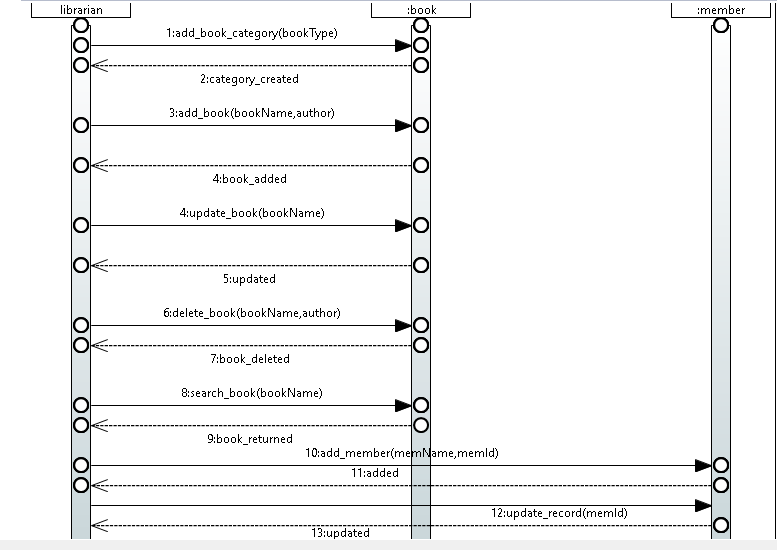 librarian
:book
:member
1:add_book_category(bookType)
2:category_created
3:add_book(bookName,author)
4:book_added
4:update_book(bookName)
5:updated
6:delete_book(bookName,author)
7:book_deleted
8:search_book(bookName)
9:book_returned
10:add_member(memName,memId)
11:added
12:update_record(memId)
13:updated